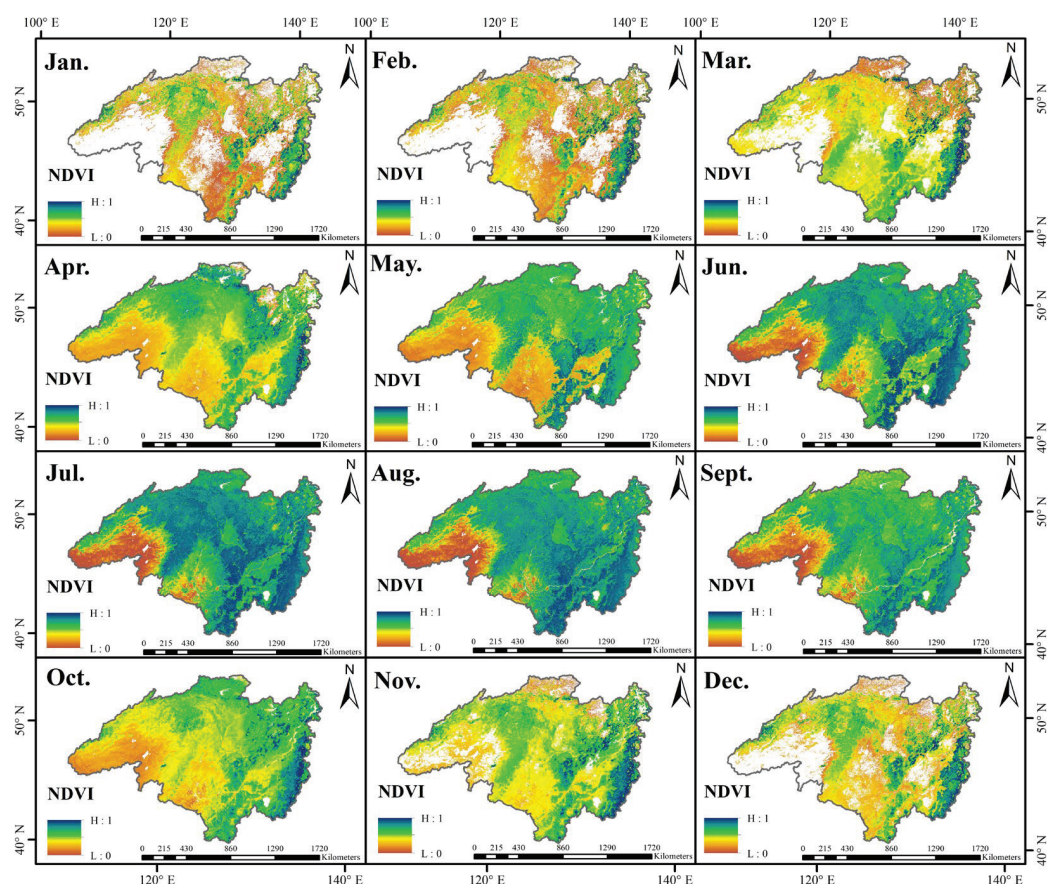 100° E 120° E 140° E 100° E 120° E 140° E 100° E 120° E 140° E
Jan. N Feb. N Mar. N
50° N 50° N
NDVI NDVI NDVI
H : 1 H : 1 H : 1
L : 0 L : 0 L : 0
0 215 430 860 1290 1720 0 215 430 860 1290 1720 0 215 430 860 1290 1720
Kilometers Kilometers Kilometers
40° N 40° N
Apr. N May. N Jun. N
50° N 50° N
NDVI NDVI NDVI
H : 1 H : 1 H : 1
L : 0 L : 0 L : 0
0 215 430 860 1290 1720 0 215 430 860 1290 1720 0 215 430 860 1290 1720
Kilometers Kilometers Kilometers
40° N 40° N
Jul. N Aug. N Sept. N
50° N 50° N
NDVI NDVI NDVI
H : 1 H : 1 H : 1
L : 0 L : 0 L : 0
0 215 430 860 1290 1720 0 215 430 860 1290 1720 0 215 430 860 1290 1720
Kilometers Kilometers Kilometers
40° N 40° N
Oct. N Nov. N Dec. N
50° N 50° N
NDVI NDVI NDVI
H : 1 H : 1 H : 1
L : 0 L : 0 L : 0
0 215 430 860 1290 1720 0 215 430 860 1290 1720 0 215 430 860 1290 1720
Kilometers Kilometers Kilometers
40° N 40° N
120° E 140° E 120° E 140° E 120° E 140° E